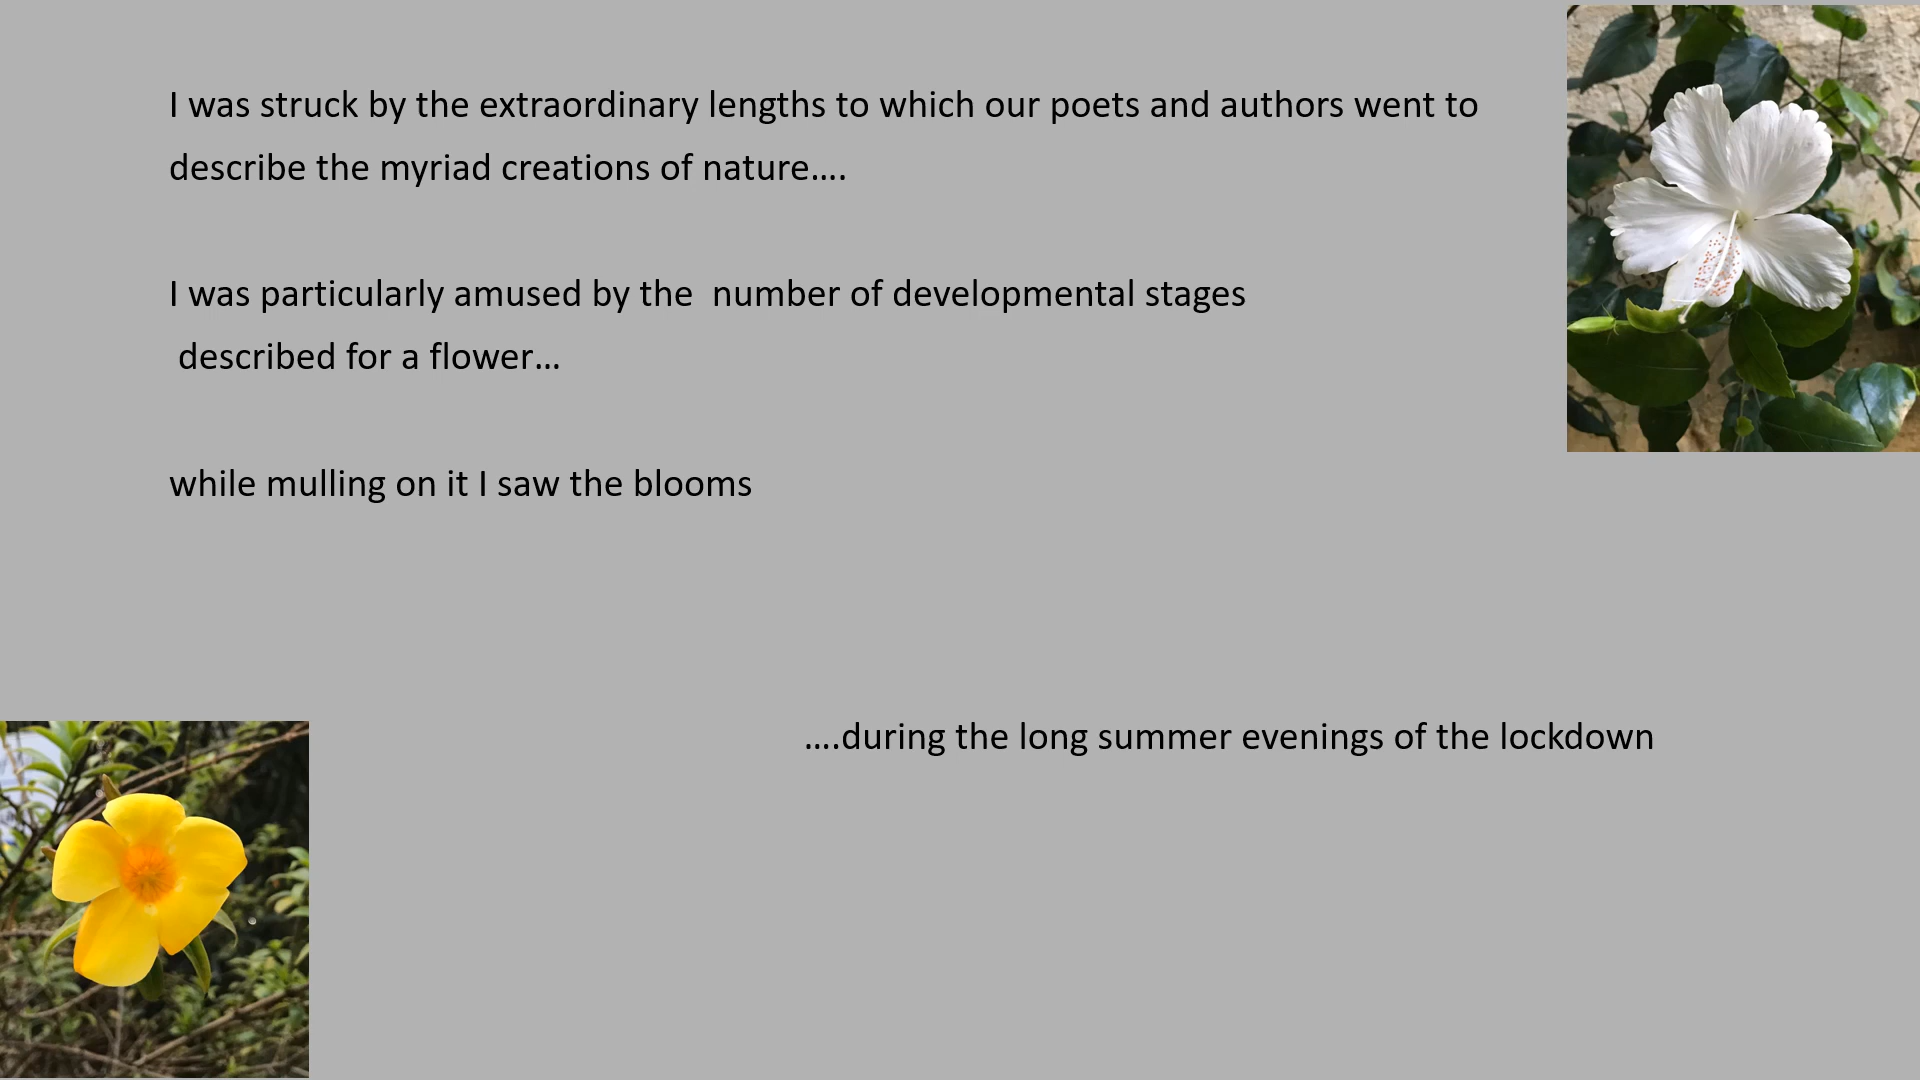 I was struck by the extraordinary lengths to which our poets and authors went to
describe the myriad creations of nature….
I was particularly amused by the  number of developmental stages
described for a flower…
while mulling on it I saw the blooms
….during the long summer evenings of the lockdown